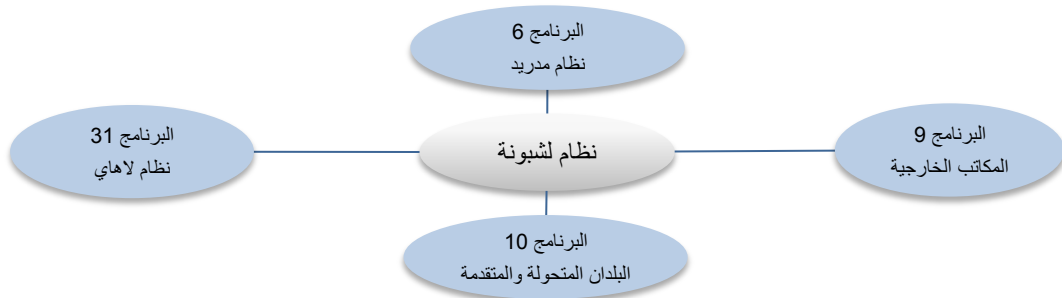 البرنامج 6
نظام مدريد
البرنامج 9
المكاتب الخارجية
نظام لشبونة
البرنامج 31
نظام لاهاي
البرنامج 10
البلدان المتحولة والمتقدمة